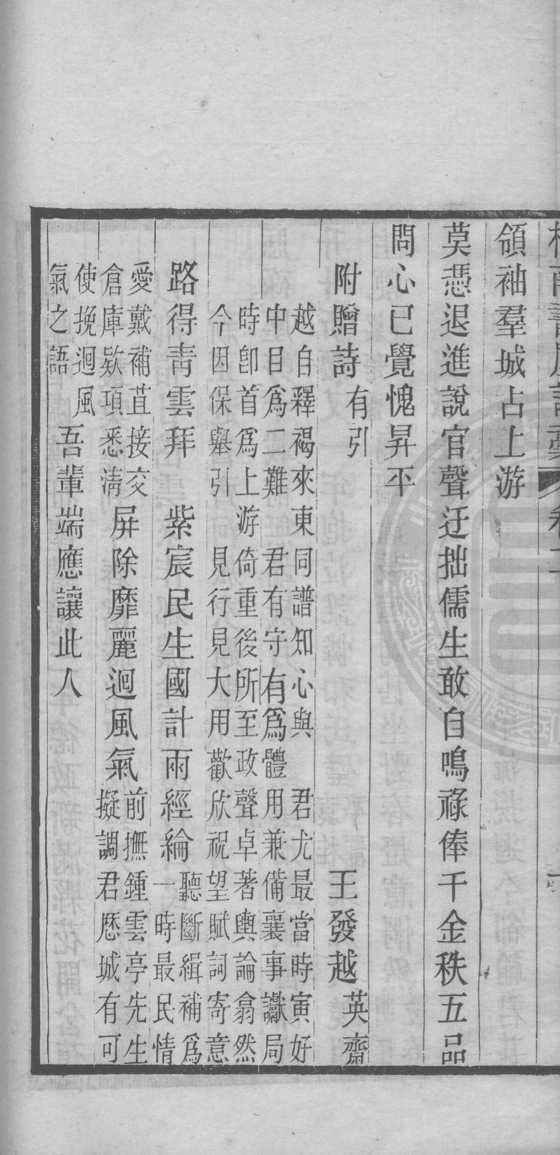 領袖羣城占上游
莫憑退進說官聲迂拙儒生敢自鳴祿俸千金秩五品
問心已覺愧昇平
附贈詩 有引 王發越 英齋
越自釋褐來東同譜知心與 君尤最當時寅好
中目爲二難 君有守有爲體用兼備襄事讞局
時卽首爲上游倚重後所至政聲卓著輿論翕然
今因保舉引 見行見大用歡欣祝望賦詞寄意
路得青雲拜 紫宸民生國計雨經綸 聽斷緝補爲一時最民情
愛戴補苴接交倉庫欵項悉淸 屏除靡麗迴風氣 前撫鍾雲亭先生擬調君歷城有可
使挽迴風氣之語 吾輩端應讓此人